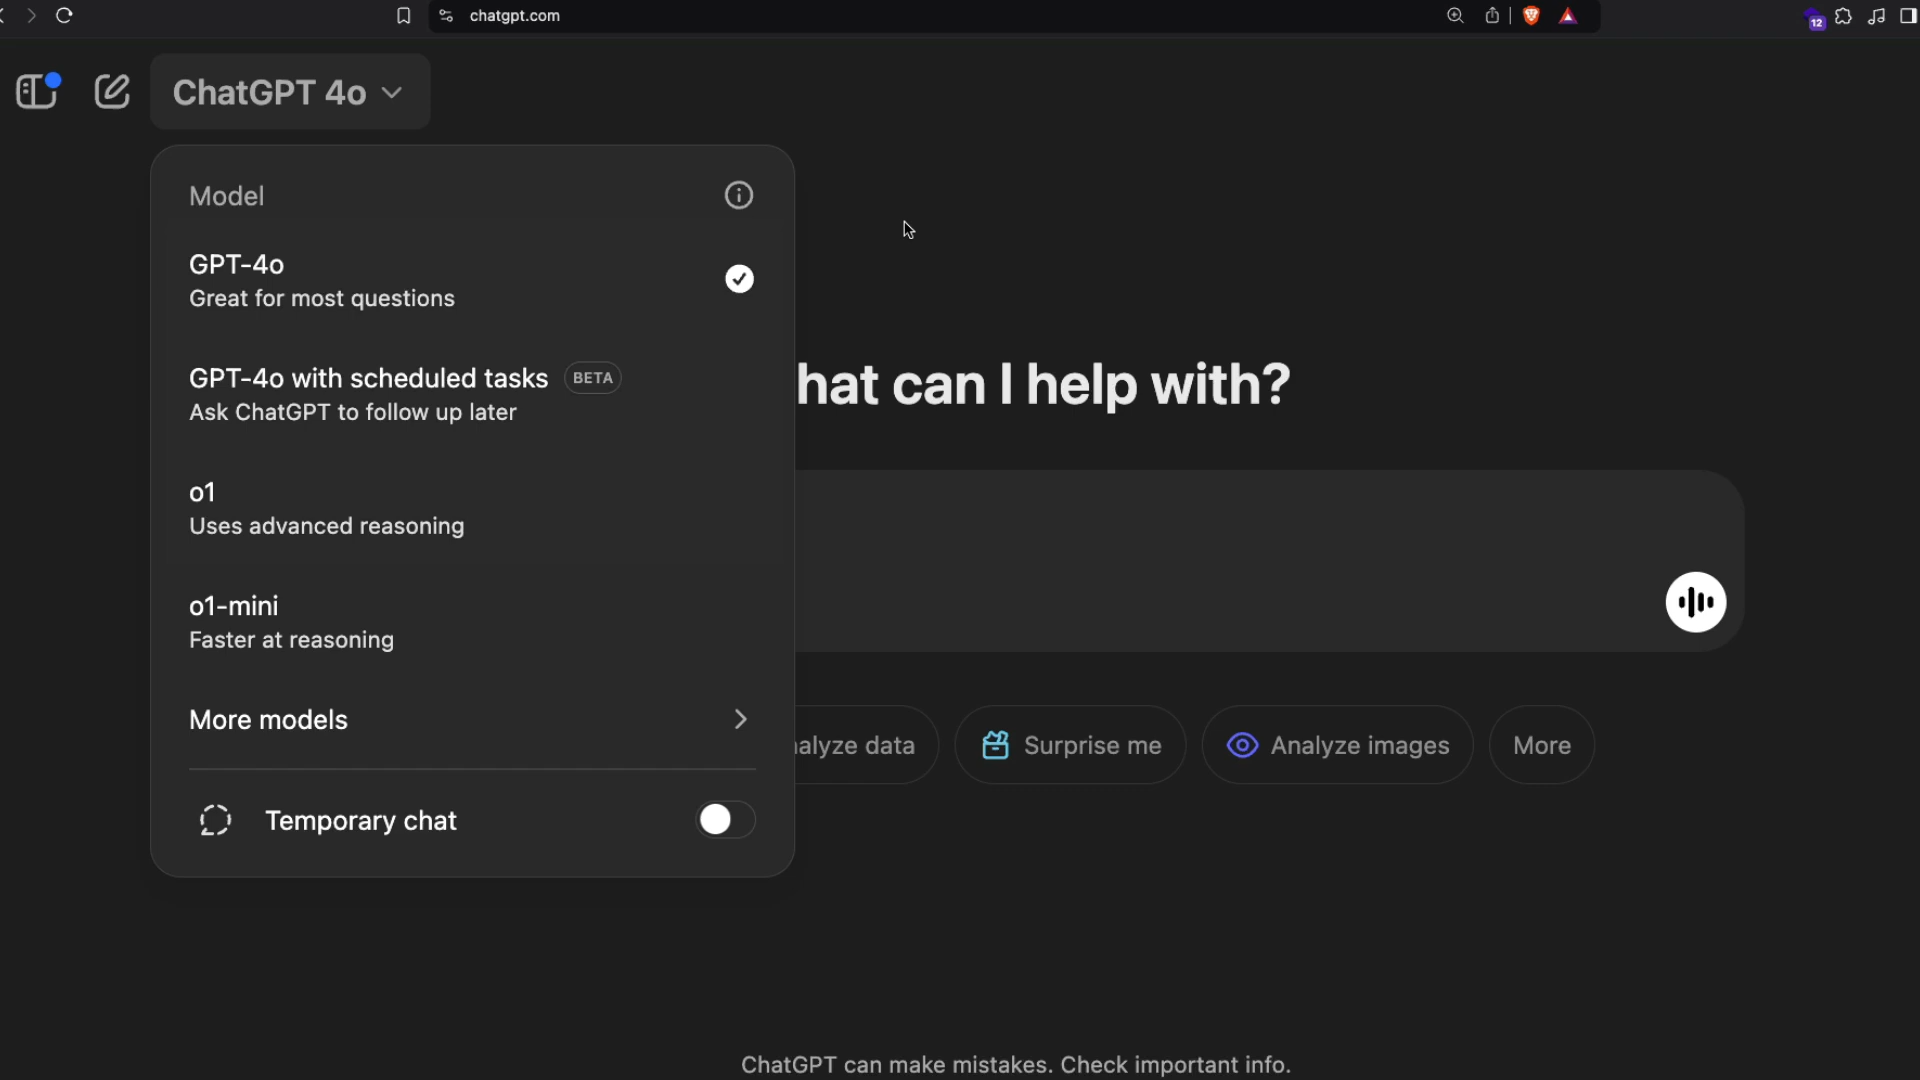 chatgpt.com
12
ChatGPT 4o
Model
GPT-4o
Great for most questions
GPT-4o with scheduled tasks BETA
Ask ChatGPT to follow up later
o1
Uses advanced reasoning
o1-mini
Faster at reasoning
More models
Temporary chat
hat can I help with?
nalyze data
Surprise me
Analyze images
More
ChatGPT can make mistakes. Check important info.